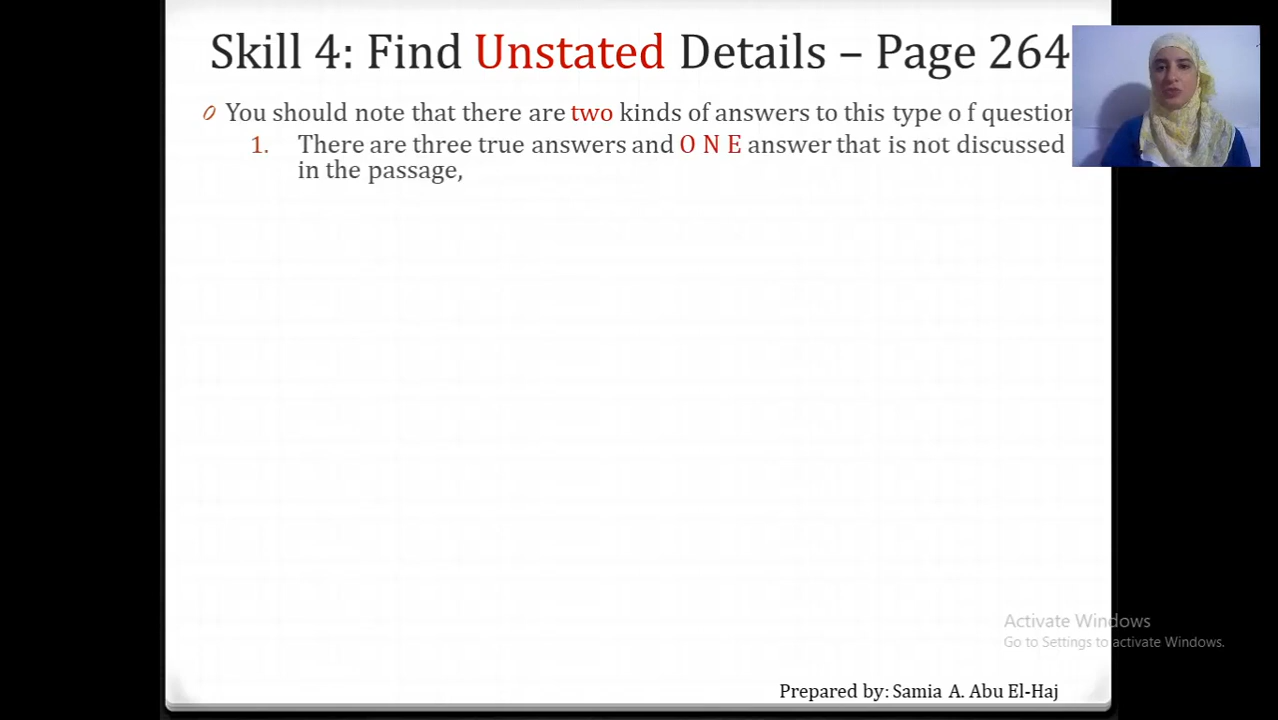 Skill 4: Find Unstated Details – Page 264
You should note that there are two kinds of answers to this type o f question
1. There are three true answers and O N E answer that is not discussed
in the passage,
Activate Windows
Go to Settings to activate Windows.
Prepared by: Samia A. Abu El-Haj